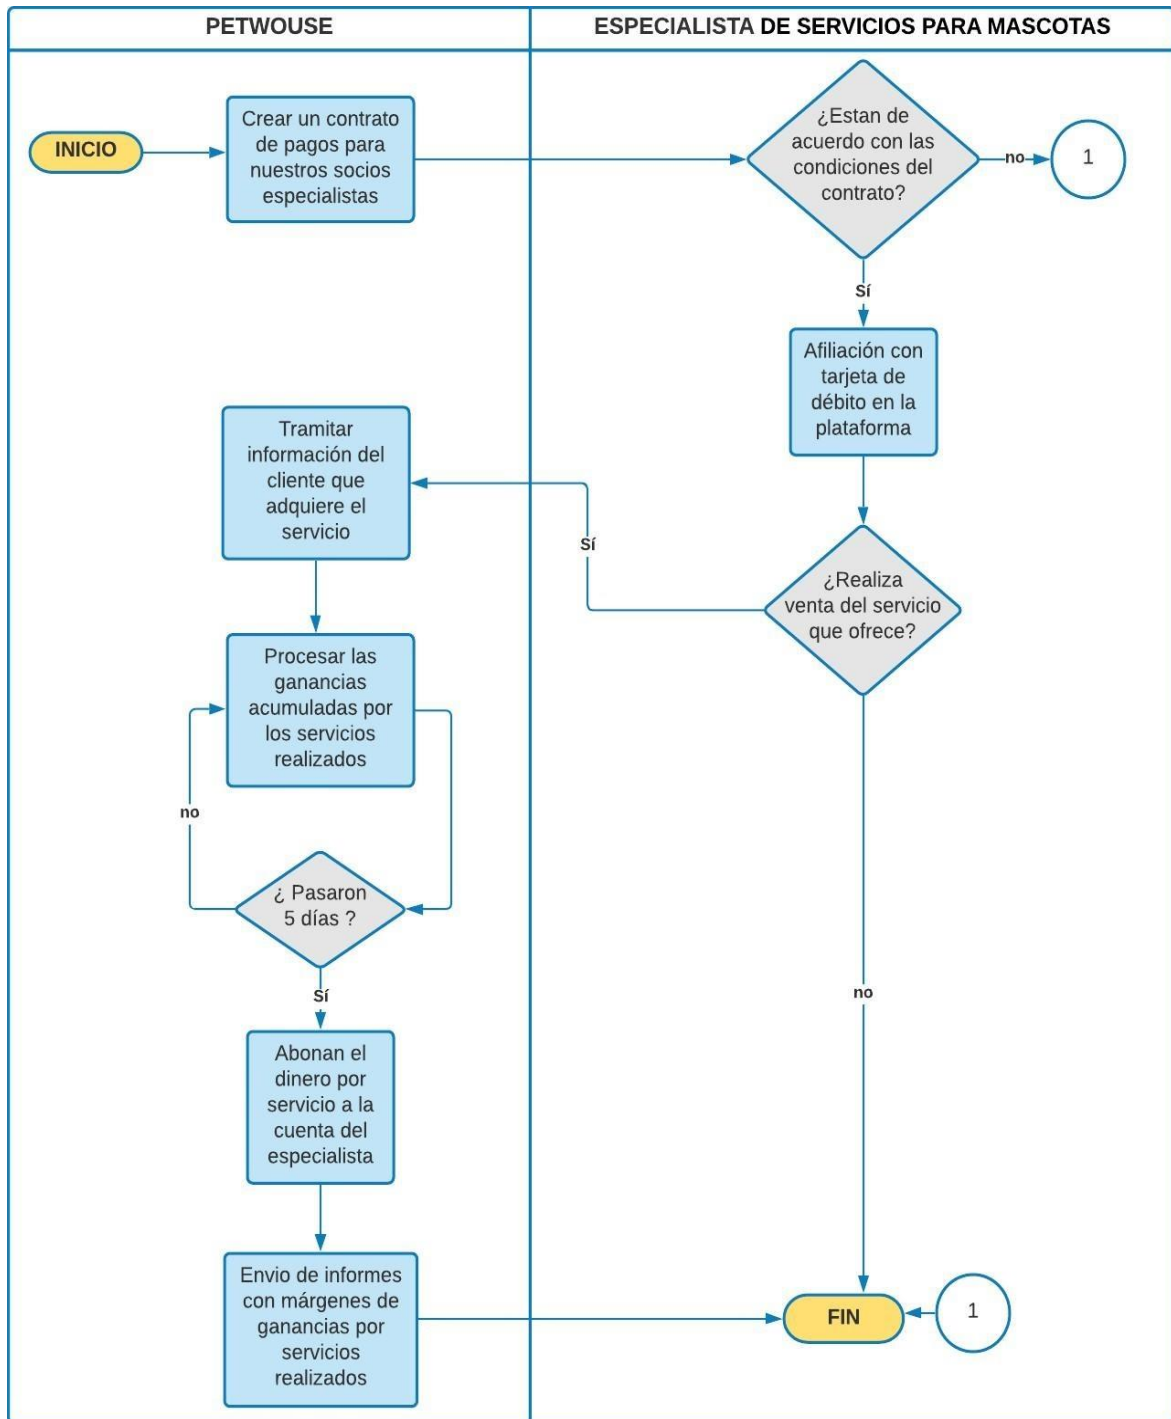 PETWOUSE
ESPECIALISTA DE SERVICIOS PARA MASCOTAS
INICIO
Crear un contrato
de pagos para
nuestros socios
especialistas
¿Estan de
acuerdo con las
condiciones del
contrato?
no
1
Sí
Afiliación con
tarjeta de
débito en la
plataforma
¿Realiza
venta del servicio
que ofrece?
Sí
Tramitar
información del
cliente que
adquiere el
servicio
Procesar las
ganancias
acumuladas por
los servicios
realizados
no
¿ Pasaron
5 días ?
Sí
Abonan el
dinero por
servicio a la
cuenta del
especialista
Envio de informes
con márgenes de
ganancias por
servicios
realizados
no
FIN
1